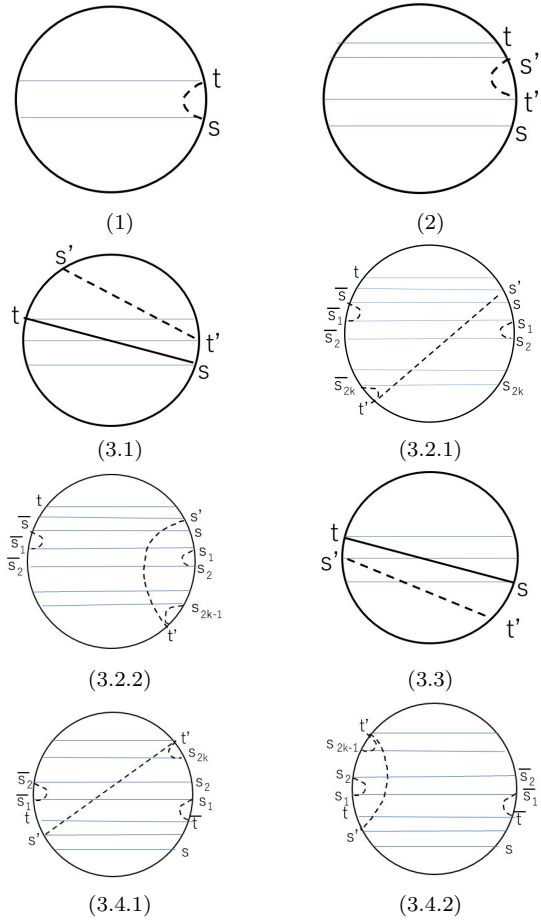 t
s
(1)
t
s'
t'
s
(2)
s'
t
t'
s
(3.1)
t
s̅
s̅₁
s̅₂
s̅₂ₖ
t'
s'
s
s₁
s₂
s₂ₖ
(3.2.1)
t
s̅
s̅₁
s̅₂
s'
s
s₁
s₂
s₂ₖ₋₁
t'
(3.2.2)
t
s'
s
t'
(3.3)
t'
s₂ₖ
s̅₂
s₂
s̅₁
s₁
t
t̅
s'
s
(3.4.1)
t'
s₂ₖ₋₁
s₂
s̅₂
s₁
s̅₁
t
t̅
s'
s
(3.4.2)